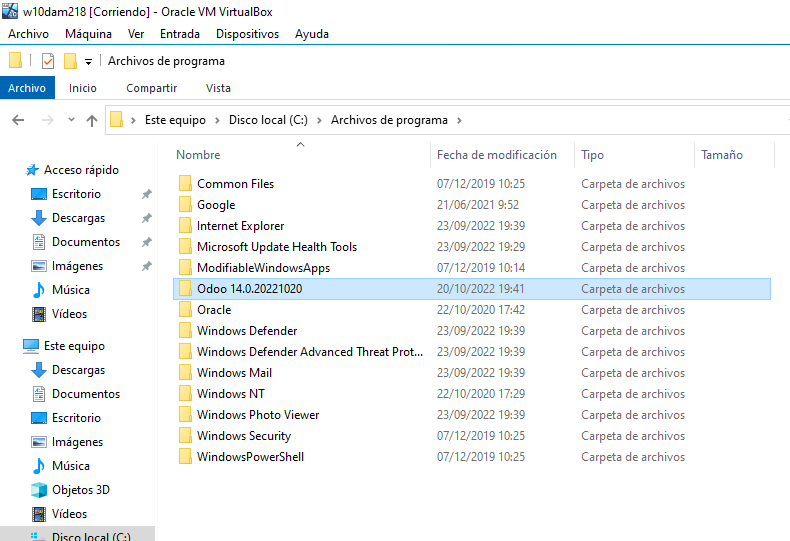 w10dam218 [Corriendo] - Oracle VM VirtualBox
Archivo Máquina Ver Entrada Dispositivos Ayuda
Archivos de programa
Archivo Inicio Compartir Vista
Este equipo Disco local (C:) Archivos de programa
Nombre Fecha de modificación Tipo Tamaño
Acceso rápido
Escritorio
Descargas
Documentos
Imágenes
Música
Vídeos
Este equipo
Descargas
Documentos
Escritorio
Imágenes
Música
Objetos 3D
Vídeos
Disco local (C:)
Common Files 07/12/2019 10:25 Carpeta de archivos
Google 21/06/2021 9:52 Carpeta de archivos
Internet Explorer 23/09/2022 19:39 Carpeta de archivos
Microsoft Update Health Tools 23/09/2022 19:29 Carpeta de archivos
ModifiableWindowsApps 07/12/2019 10:14 Carpeta de archivos
Odoo 14.0.20221020 20/10/2022 19:41 Carpeta de archivos
Oracle 22/10/2020 17:42 Carpeta de archivos
Windows Defender 23/09/2022 19:39 Carpeta de archivos
Windows Defender Advanced Threat Prot... 23/09/2022 19:39 Carpeta de archivos
Windows Mail 23/09/2022 19:39 Carpeta de archivos
Windows NT 22/10/2020 17:29 Carpeta de archivos
Windows Photo Viewer 23/09/2022 19:39 Carpeta de archivos
Windows Security 07/12/2019 10:25 Carpeta de archivos
WindowsPowerShell 07/12/2019 10:25 Carpeta de archivos